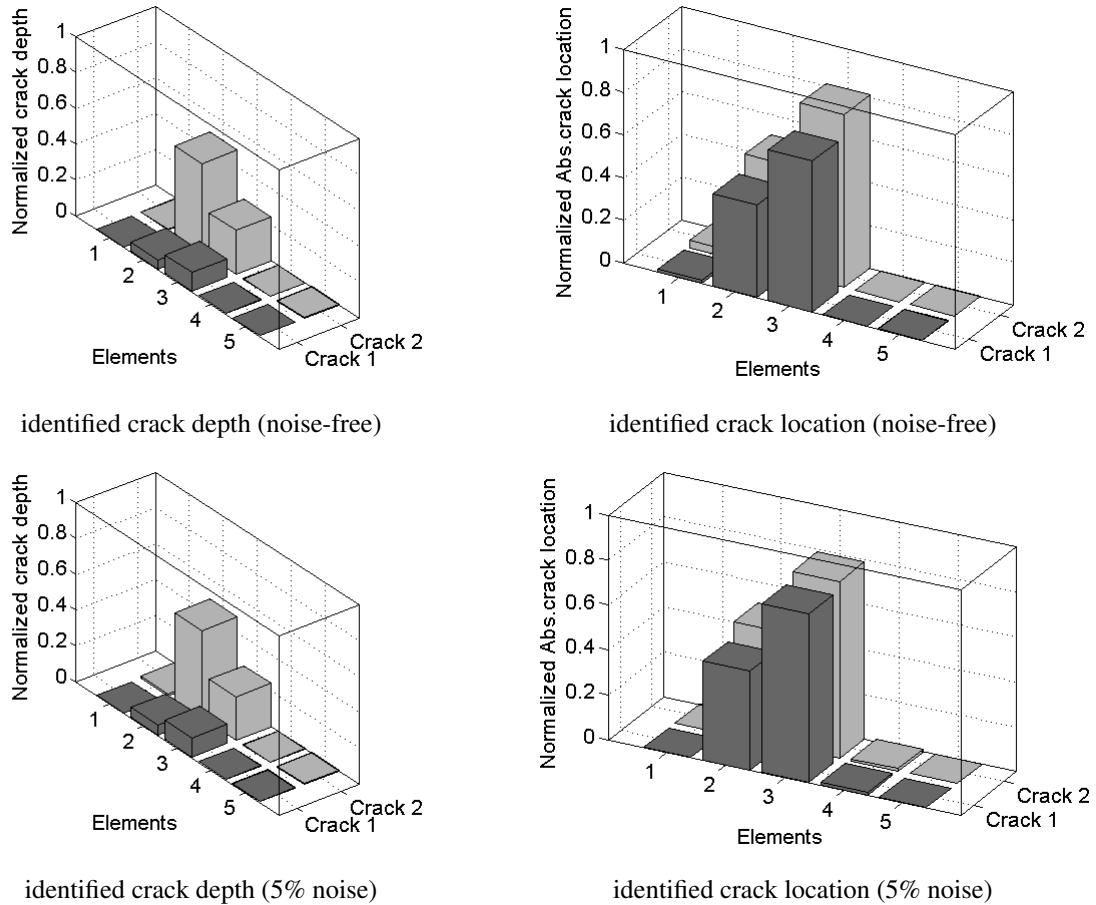 Normalized crack depth
1
0.8
0.6
0.4
0.2
0
1
2
3
4
5
Elements
Crack 1
Crack 2
identified crack depth (noise-free)
Normalized Abs.crack location
1
0.8
0.6
0.4
0.2
0
1
2
3
4
5
Elements
Crack 1
Crack 2
identified crack location (noise-free)
Normalized crack depth
1
0.8
0.6
0.4
0.2
0
1
2
3
4
5
Elements
Crack 1
Crack 2
identified crack depth (5% noise)
Normalized Abs.crack location
1
0.8
0.6
0.4
0.2
0
1
2
3
4
5
Elements
Crack 1
Crack 2
identified crack location (5% noise)